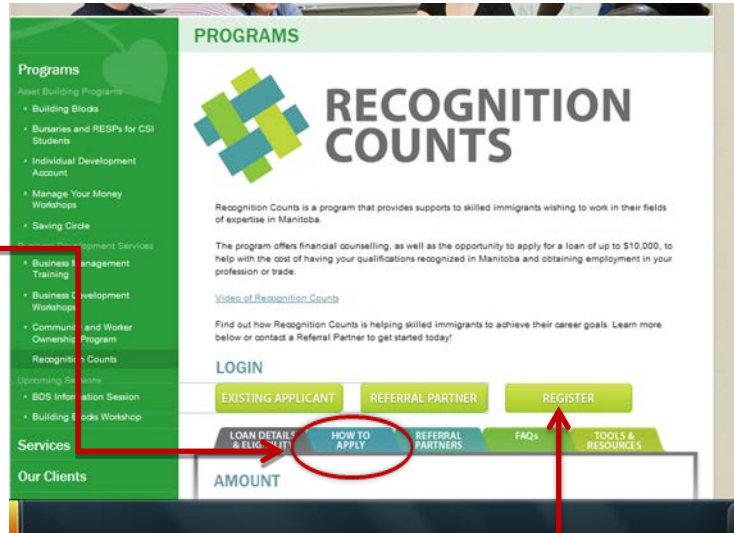 PROGRAMS
Programs
Asset Building Programs
• Building Blocks
• Bursaries and RESPs for CSI
Students
• Individual Development
Account
• Manage Your Money
Workshops
• Saving Circle
Business Development Services
• Business Management
Training
• Business Development
Workshops
• Community and Worker
Ownership Program
Recognition Counts
Upcoming Sessions
• BDS Information Session
• Building Blocks Workshop
Services
Our Clients
RECOGNITION
COUNTS
Recognition Counts is a program that provides supports to skilled immigrants wishing to work in their fields
of expertise in Manitoba.
The program offers financial counselling, as well as the opportunity to apply for a loan of up to $10,000, to
help with the cost of having your qualifications recognized in Manitoba and obtaining employment in your
profession or trade.
Video of Recognition Counts
Find out how Recognition Counts is helping skilled immigrants to achieve their career goals. Learn more
below or contact a Referral Partner to get started today!
LOGIN
EXISTING APPLICANT
REFERRAL PARTNER
REGISTER
LOAN DETAILS
& ELIGIBILITY
HOW TO
APPLY
REFERRAL
PARTNERS
FAQs
TOOLS &
RESOURCES
AMOUNT